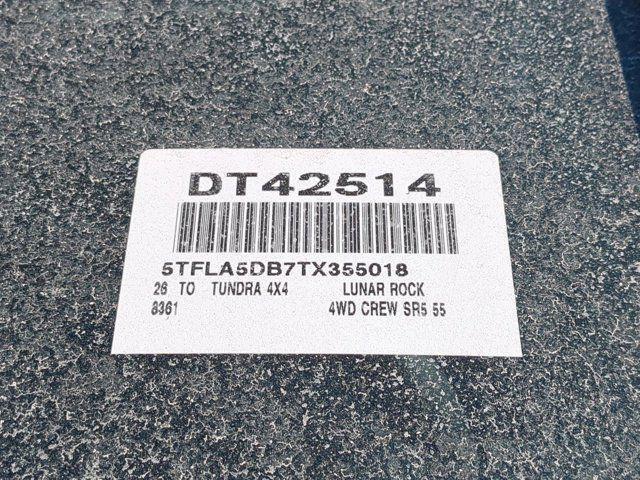 DT42514
5TFLA5DB7TX355018
26 TO TUNDRA 4X4 LUNAR ROCK
8361 4WD CREW SR5 55